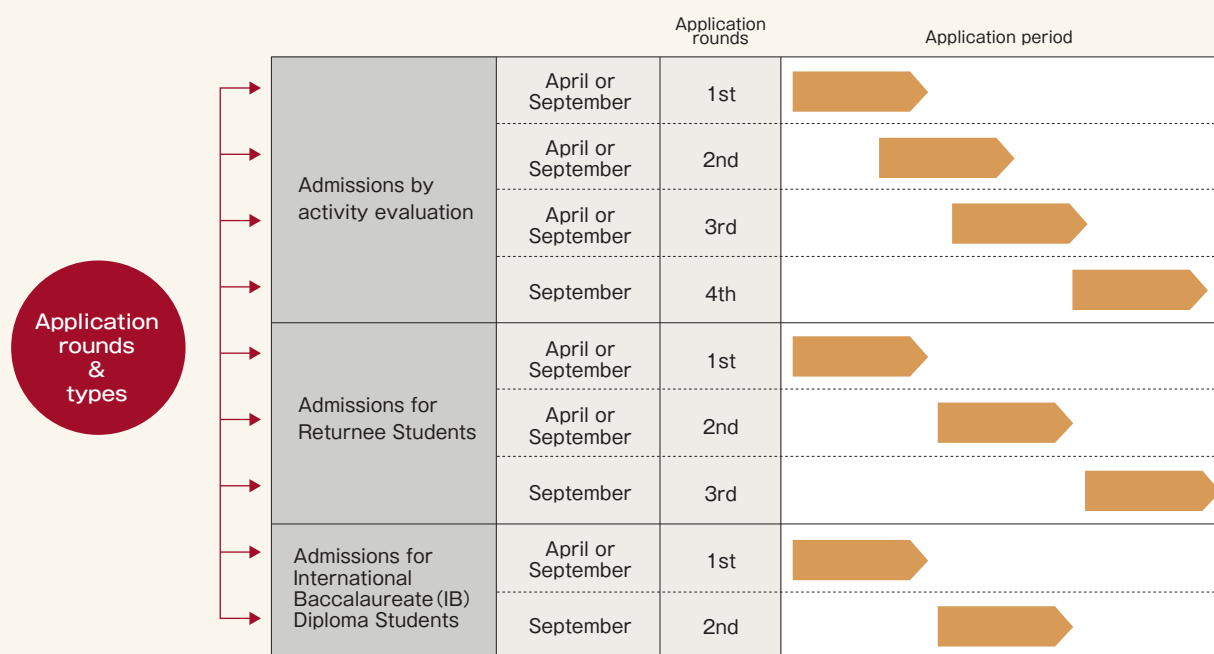 Application
rounds
Application period
Application
rounds
&
types
Admissions by
activity evaluation
April or
September
1st
April or
September
2nd
April or
September
3rd
September
4th
Admissions for
Returnee Students
April or
September
1st
April or
September
2nd
September
3rd
Admissions for
International
Baccalaureate(IB)
Diploma Students
April or
September
1st
September
2nd